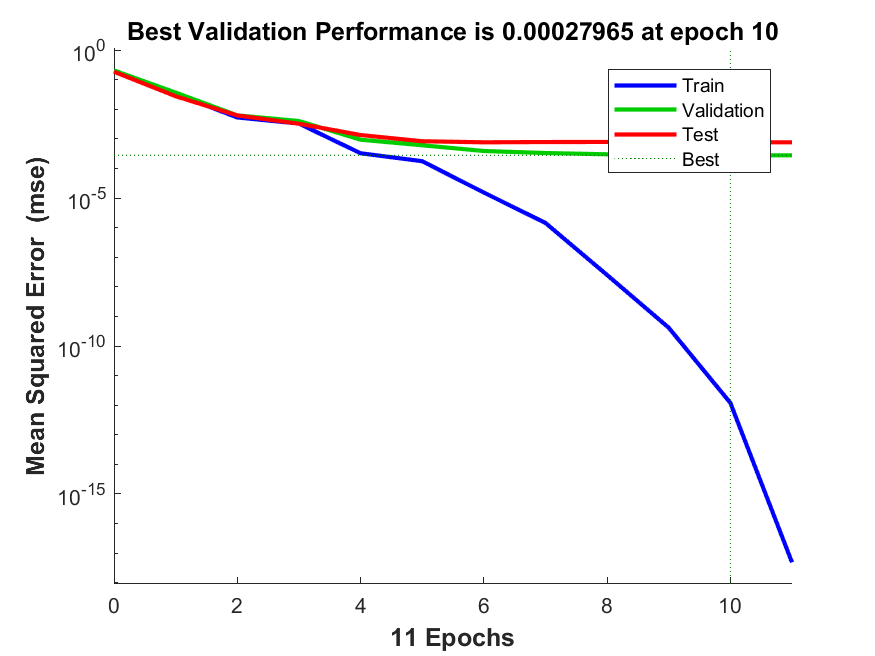 Best Validation Performance is 0.00027965 at epoch 10
10^0
10^-5
10^-10
10^-15
Mean Squared Error (mse)
Train
Validation
Test
Best
0 2 4 6 8 10
11 Epochs